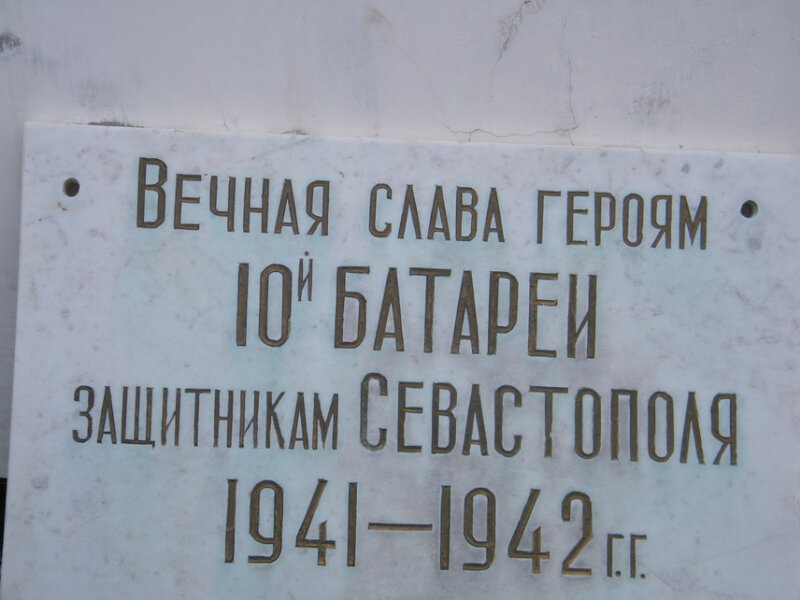 Вечная слава героям
10й Батареи
защитникам Севастополя
1941—1942 г.г.